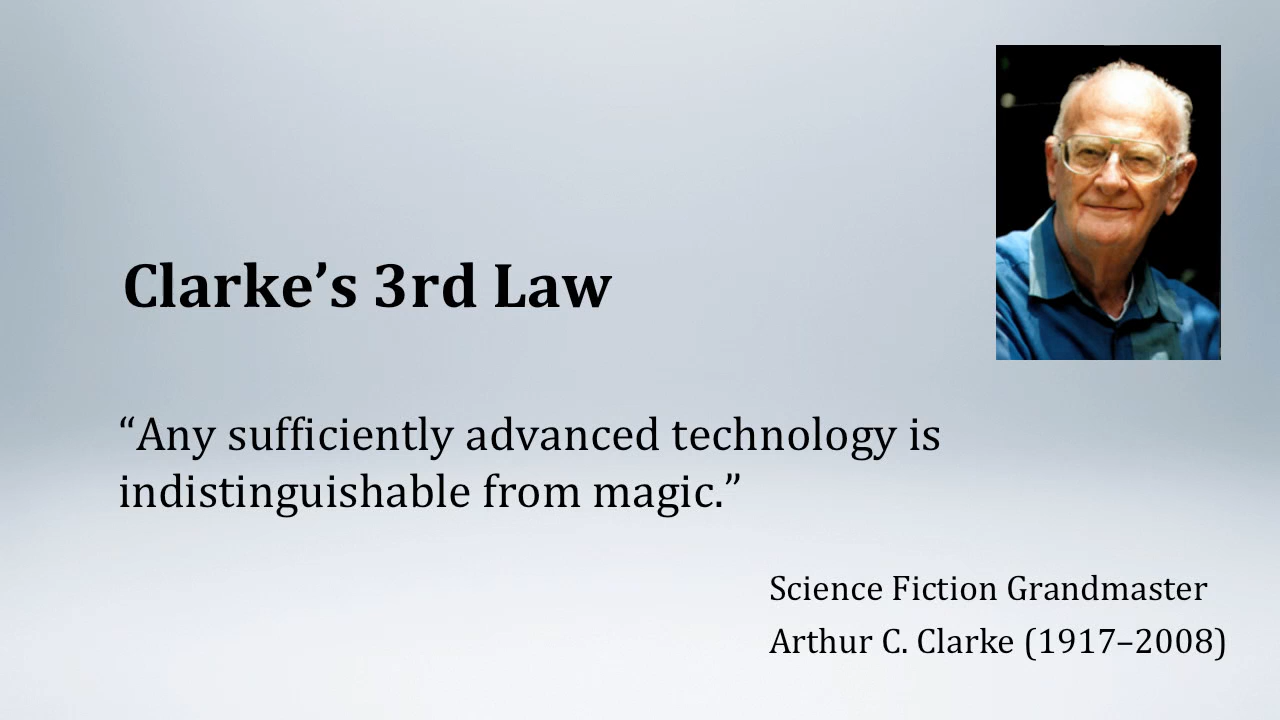 Clarke’s 3rd Law
“Any sufficiently advanced technology is
indistinguishable from magic.”
Science Fiction Grandmaster
Arthur C. Clarke (1917–2008)